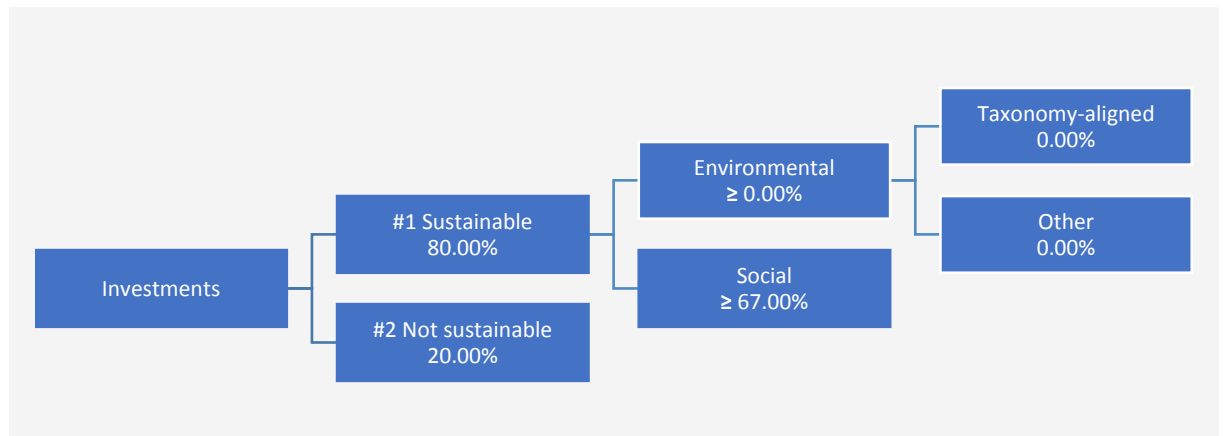 Investments
#1 Sustainable
80.00%
#2 Not sustainable
20.00%
Environmental
≥ 0.00%
Social
≥ 67.00%
Taxonomy-aligned
0.00%
Other
0.00%